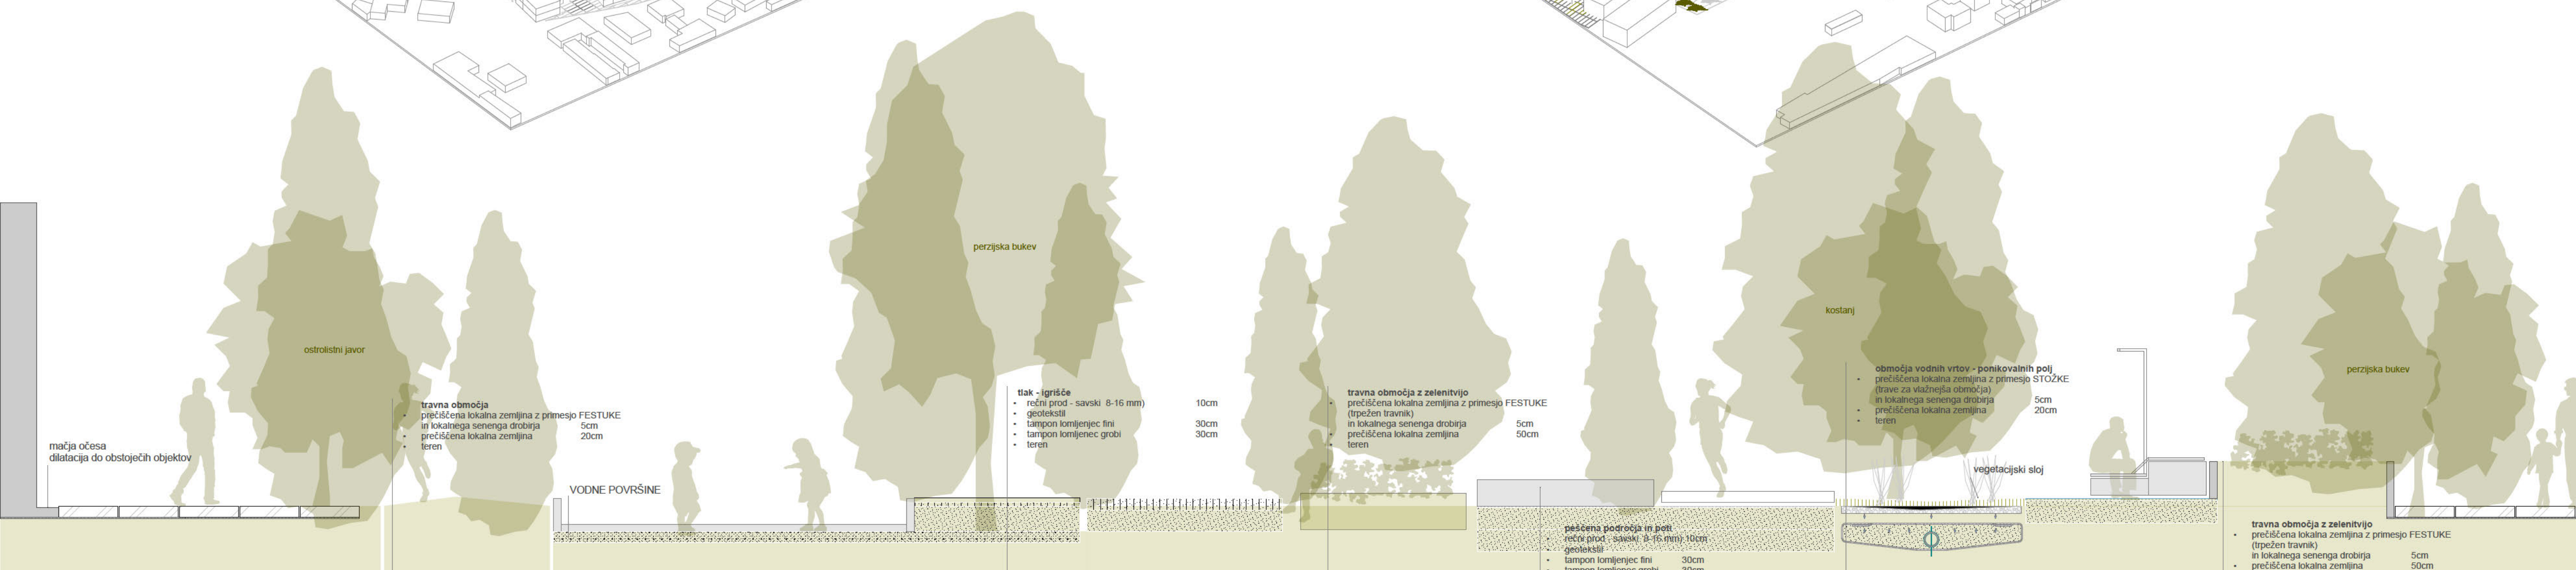 perzijska bukev
kostanj
ostrolistni javor
perzijska bukev
mačja očesa
dilatacija do obstoječih objektov
travna območja
• prečiščena lokalna zemljina z primesjo FESTUKE
in lokalnega senenga drobirja 5cm
• prečiščena lokalna zemljina 20cm
• teren
VODNE POVRŠINE
tlak - igrišče
• rečni prod - savski 8-16 mm) 10cm
• geotekstil
• tampon lomljenjec fini 30cm
• tampon lomljenec grobi 30cm
• teren
travna območja z zelenitvijo
• prečiščena lokalna zemljina z primesjo FESTUKE
(trpežen travnik)
in lokalnega senenga drobirja 5cm
• prečiščena lokalna zemljina 50cm
• teren
peščena področja in poti
• rečni prod - savski 8-16 mm) 10cm
• geotekstil
• tampon lomljenjec fini 30cm
• tampon lomljenec grobi 30cm
območja vodnih vrtov - ponikovalnih polj
• prečiščena lokalna zemljina z primesjo STOŽKE
(trave za vlažnejša območja)
in lokalnega senenga drobirja 5cm
• prečiščena lokalna zemljina 20cm
• teren
vegetacijski sloj
travna območja z zelenitvijo
• prečiščena lokalna zemljina z primesjo FESTUKE
(trpežen travnik)
in lokalnega senenga drobirja 5cm
• prečiščena lokalna zemljina 50cm